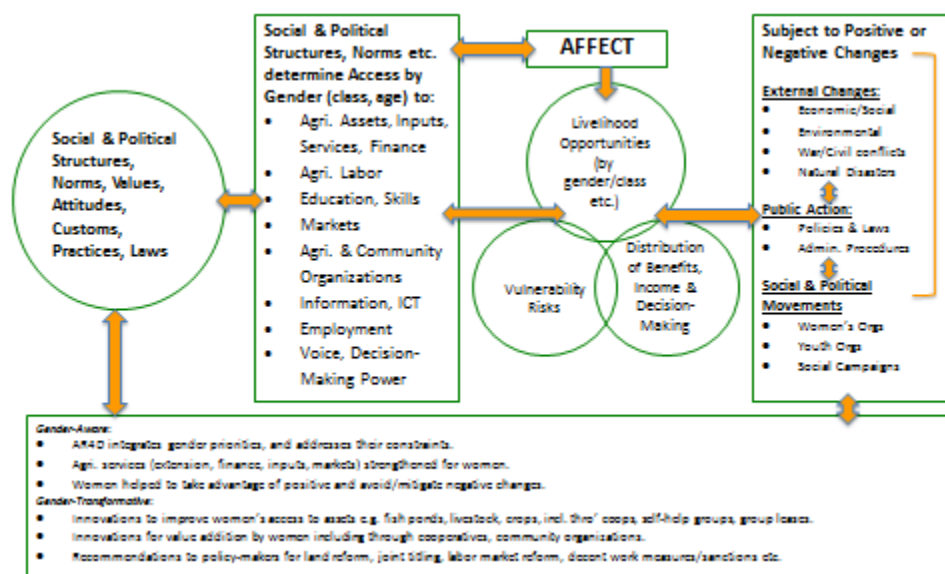 Social & Political
Structures,
Norms, Values,
Attitudes,
Customs,
Practices, Laws
Social & Political
Structures, Norms etc.
determine Access by
Gender (class, age) to:
• Agri. Assets, Inputs,
Services, Finance
• Agri. Labor
• Education, Skills
• Markets
• Agri. & Community
Organizations
• Information, ICT
• Employment
• Voice, Decision-
Making Power
AFFECT
Livelihood
Opportunities
(by
gender/class
etc.)
Vulnerability
Risks
Distribution
of Benefits,
Income &
Decision-
Making
Subject to Positive or
Negative Changes
External Changes:
• Economic/Social
• Environmental
• War/Civil conflicts
• Natural Disasters
Public Action:
• Policies & Laws
• Admin. Procedures
Social & Political
Movements
• Women's Orgs
• Youth Orgs
• Social Campaigns
Gender-Aware:
• AR4D integrates gender priorities, and addresses their constraints.
• Agri. services (extension, finance, inputs, markets) strengthened for women.
• Women helped to take advantage of positive and avoid/mitigate negative changes.
Gender-Transformative:
• Innovations to improve women's access to assets e.g. fish ponds, livestock, crops, incl. thro' coops, self-help groups, group leases.
• Innovations for value addition by women including through cooperatives, community organisations.
• Recommendations to policy-makers for land reform, joint titling, labor market reform, decent work measures/sanctions etc.